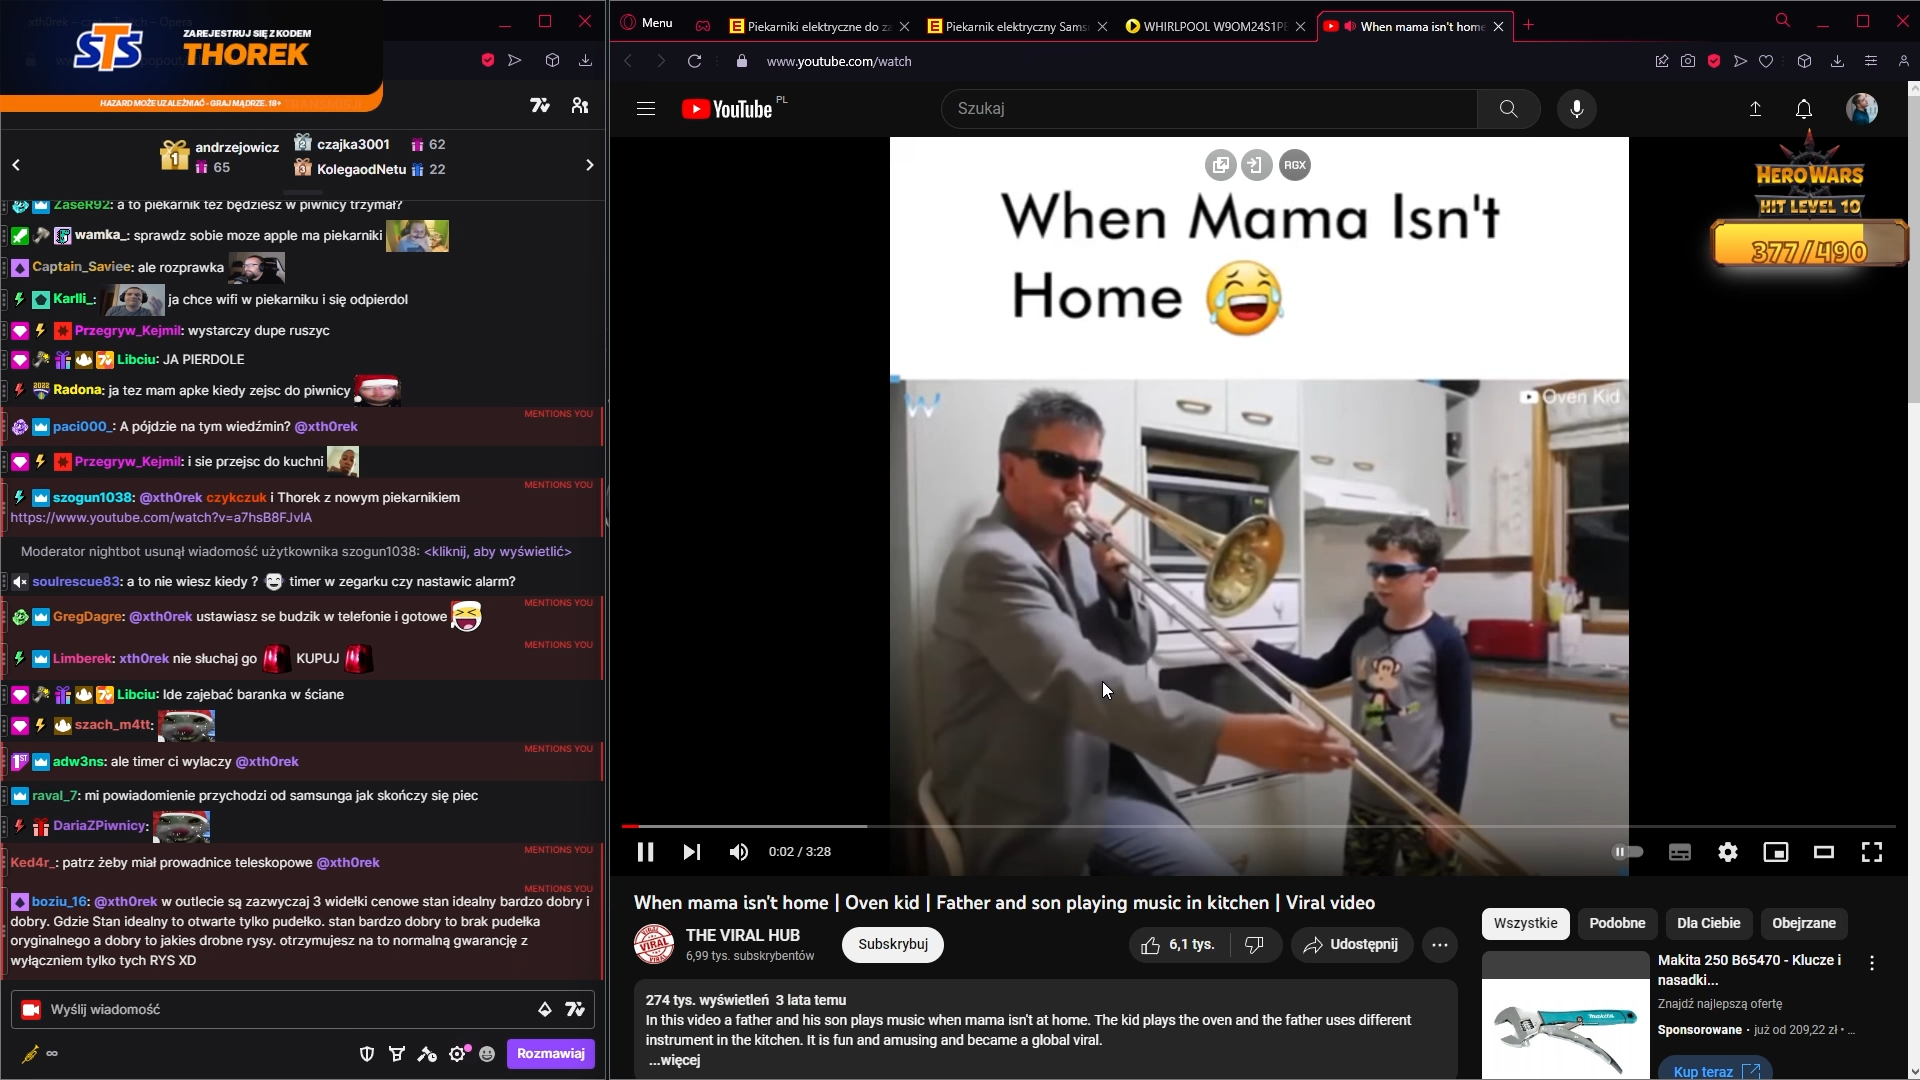 STS
ZAREJESTRUJ SIĘ Z KODEM
THOREK
HAZARD MOŻE UZALEŻNIAĆ - GRAJ MĄDRZE. 18+
1
andrzejowicz
65
2
czajka3001
62
3
KolegaodNetu
22
ZaseR92: a to piekarnik tez będziesz w piwnicy trzymał?
wamka_: sprawdz sobie moze apple ma piekarniki
Captain_Saviee: ale rozprawka
Karlli_: ja chce wifi w piekarniku i się odpierdol
Przegryw_Kejmil: wystarczy dupe ruszyc
Libciu: JA PIERDOLE
Radona: ja tez mam apke kiedy zejsc do piwnicy
MENTIONS YOU
paci000_: A pójdzie na tym wiedźmin? @xth0rek
Przegryw_Kejmil: i sie przejsc do kuchni
MENTIONS YOU
szogun1038: @xth0rek czykczuk i Thorek z nowym piekarnikiem
https://www.youtube.com/watch?v=a7hsB8FJvIA
Moderator nightbot usunął wiadomość użytkownika szogun1038: <kliknij, aby wyświetlić>
soulrescue83: a to nie wiesz kiedy ? timer w zegarku czy nastawic alarm?
MENTIONS YOU
GregDagre: @xth0rek ustawiasz se budzik w telefonie i gotowe
MENTIONS YOU
Limberek: xth0rek nie słuchaj go KUPUJ
Libciu: Ide zajebać baranka w ściane
szach_m4tt:
MENTIONS YOU
adw3ns: ale timer ci wylaczy @xth0rek
raval_7: mi powiadomienie przychodzi od samsunga jak skończy się piec
DariaZPiwnicy:
MENTIONS YOU
Ked4r_: patrz żeby miał prowadnice teleskopowe @xth0rek
MENTIONS YOU
boziu_16: @xth0rek w outlecie są zazwyczaj 3 widełki cenowe stan idealny bardzo dobry i
dobry. Gdzie Stan idealny to otwarte tylko pudełko. stan bardzo dobry to brak pudełka
oryginalnego a dobry to jakies drobne rysy. otrzymujesz na to normalną gwarancję z
wyłączniem tylko tych RYS XD
Wyślij wiadomość
∞
Rozmawiaj
Menu
Piekarniki elektryczne do za
Piekarnik elektryczny Sams
WHIRLPOOL W9OM24S1P
When mama isn't home
www.youtube.com/watch
YouTube PL
Szukaj
RGX
When Mama Isn't
Home
W
Oven Kid
HERO WARS
HIT LEVEL 10
377/490
0:02 / 3:28
When mama isn't home | Oven kid | Father and son playing music in kitchen | Viral video
VIRAL
THE VIRAL HUB
6,99 tys. subskrybentów
Subskrybuj
6,1 tys.
Udostępnij
274 tys. wyświetleń 3 lata temu
In this video a father and his son plays music when mama isn't at home. The kid plays the oven and the father uses different
instrument in the kitchen. It is fun and amusing and became a global viral.
...więcej
Wszystkie
Podobne
Dla Ciebie
Obejrzane
Makita 250 B65470 - Klucze i
nasadki...
Znajdź najlepszą ofertę
Sponsorowane · już od 209,22 zł · ...
Kup teraz